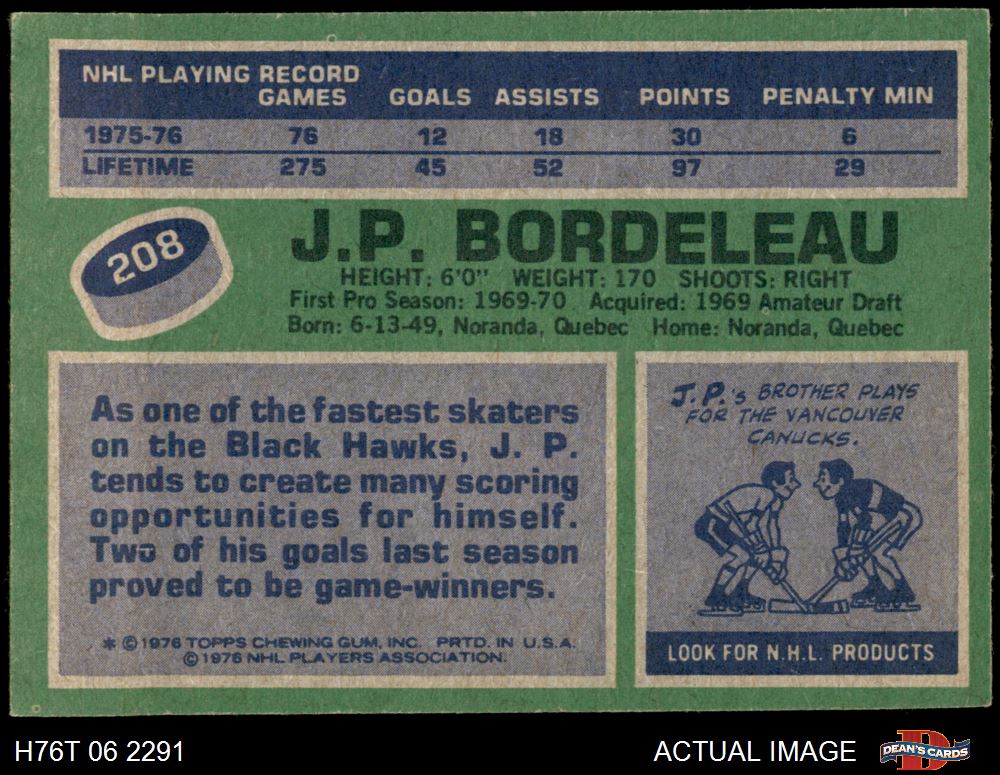 NHL PLAYING RECORD
GAMES GOALS ASSISTS POINTS PENALTY MIN
1975-76 76 12 18 30 6
LIFETIME 275 45 52 97 29
208
J.P. BORDELEAU
HEIGHT: 6'0" WEIGHT: 170 SHOOTS: RIGHT
First Pro Season: 1969-70 Acquired: 1969 Amateur Draft
Born: 6-13-49, Noranda, Quebec Home: Noranda, Quebec
As one of the fastest skaters
on the Black Hawks, J. P.
tends to create many scoring
opportunities for himself.
Two of his goals last season
proved to be game-winners.
* © 1976 TOPPS CHEWING GUM, INC. PRTD. IN U.S.A.
© 1976 NHL PLAYERS ASSOCIATION.
J.P.'s BROTHER PLAYS
FOR THE VANCOUVER
CANUCKS.
LOOK FOR N.H.L. PRODUCTS
H76T 06 2291
ACTUAL IMAGE
D
DEAN'S CARDS